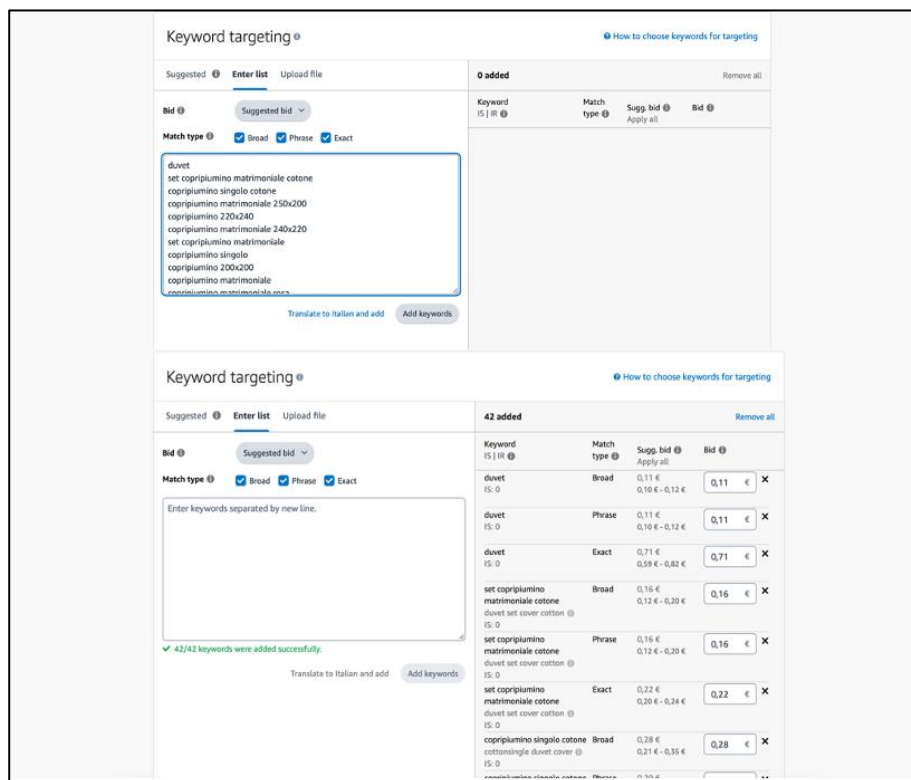 Keyword targeting
How to choose keywords for targeting
Suggested Enter list Upload file
0 added Remove all
Bid Suggested bid
Keyword Match Sugg. bid Bid
IS | IR type Apply all
Match type Broad Phrase Exact
duvet
set copripiumino matrimoniale cotone
copripiumino singolo cotone
copripiumino matrimoniale 250x200
copripiumino 220x240
copripiumino matrimoniale 240x220
set copripiumino matrimoniale
copripiumino singolo
copripiumino 200x200
copripiumino matrimoniale
copripiumino matrimoniale rosa
Translate to Italian and add Add keywords
Keyword targeting
How to choose keywords for targeting
Suggested Enter list Upload file
42 added Remove all
Bid Suggested bid
Keyword Match Sugg. bid Bid
IS | IR type Apply all
Match type Broad Phrase Exact
Enter keywords separated by new line.
42/42 keywords were added successfully.
Translate to Italian and add Add keywords
duvet Broad 0,11 € 0,11 €
IS: 0 0,10 € - 0,12 €
duvet Phrase 0,11 € 0,11 €
IS: 0 0,10 € - 0,12 €
duvet Exact 0,71 € 0,71 €
IS: 0 0,59 € - 0,82 €
set copripiumino Broad 0,16 € 0,16 €
matrimoniale cotone 0,12 € - 0,20 €
duvet set cover cotton
IS: 0
set copripiumino Phrase 0,16 € 0,16 €
matrimoniale cotone 0,12 € - 0,20 €
duvet set cover cotton
IS: 0
set copripiumino Exact 0,22 € 0,22 €
matrimoniale cotone 0,20 € - 0,24 €
duvet set cover cotton
IS: 0
copripiumino singolo cotone Broad 0,28 € 0,28 €
cottonsingle duvet cover 0,21 € - 0,35 €
IS: 0
copripiumino singolo cotone Phrase